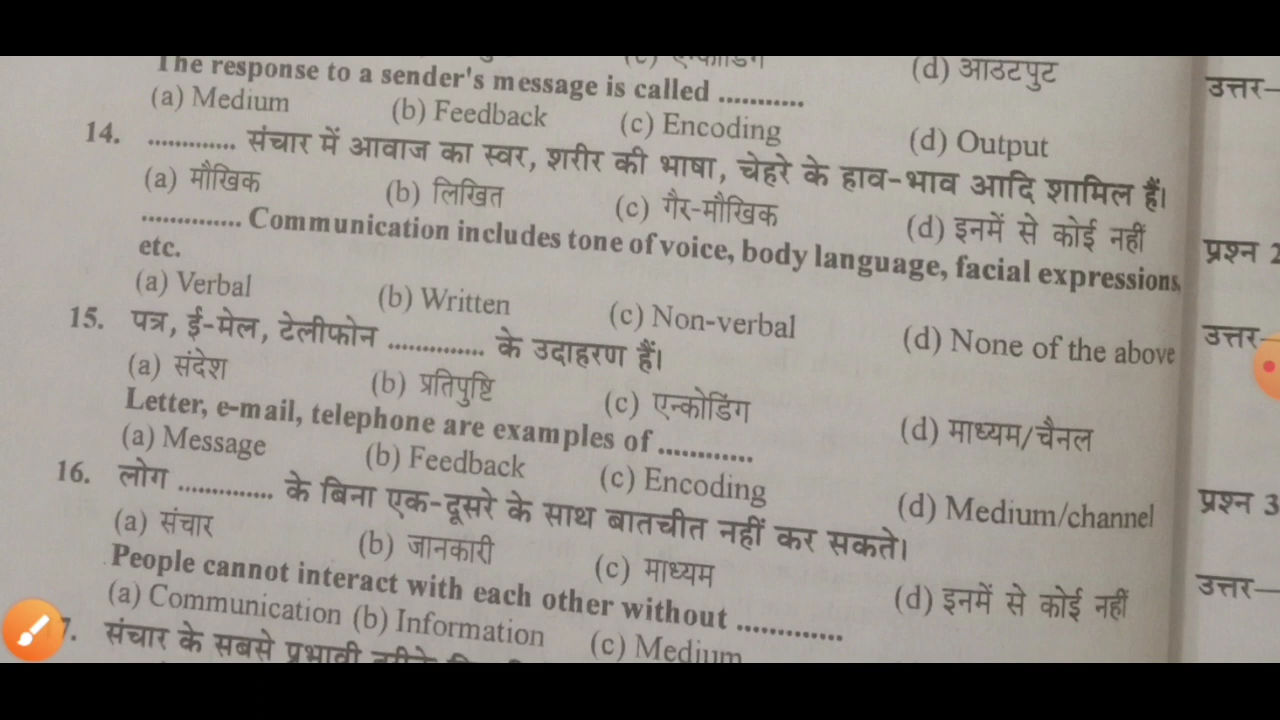 (d) आउटपुट
The response to a sender's message is called ...........
(a) Medium (b) Feedback (c) Encoding (d) Output
14. ............. संचार में आवाज का स्वर, शरीर की भाषा, चेहरे के हाव-भाव आदि शामिल हैं।
(a) मौखिक (b) लिखित (c) गैर-मौखिक (d) इनमें से कोई नहीं
.............. Communication includes tone of voice, body language, facial expressions,
etc.
(a) Verbal (b) Written (c) Non-verbal (d) None of the above
15. पत्र, ई-मेल, टेलीफोन .............. के उदाहरण हैं।
(a) संदेश (b) प्रतिपुष्टि (c) एन्कोडिंग (d) माध्यम/चैनल
Letter, e-mail, telephone are examples of .............
(a) Message (b) Feedback (c) Encoding (d) Medium/channel
16. लोग .............. के बिना एक-दूसरे के साथ बातचीत नहीं कर सकते।
(a) संचार (b) जानकारी (c) माध्यम (d) इनमें से कोई नहीं
People cannot interact with each other without ..............
(a) Communication (b) Information (c) Medium
7. संचार के सबसे प्रभावी
उत्तर–
प्रश्न 2
उत्तर–
प्रश्न 3
उत्तर–